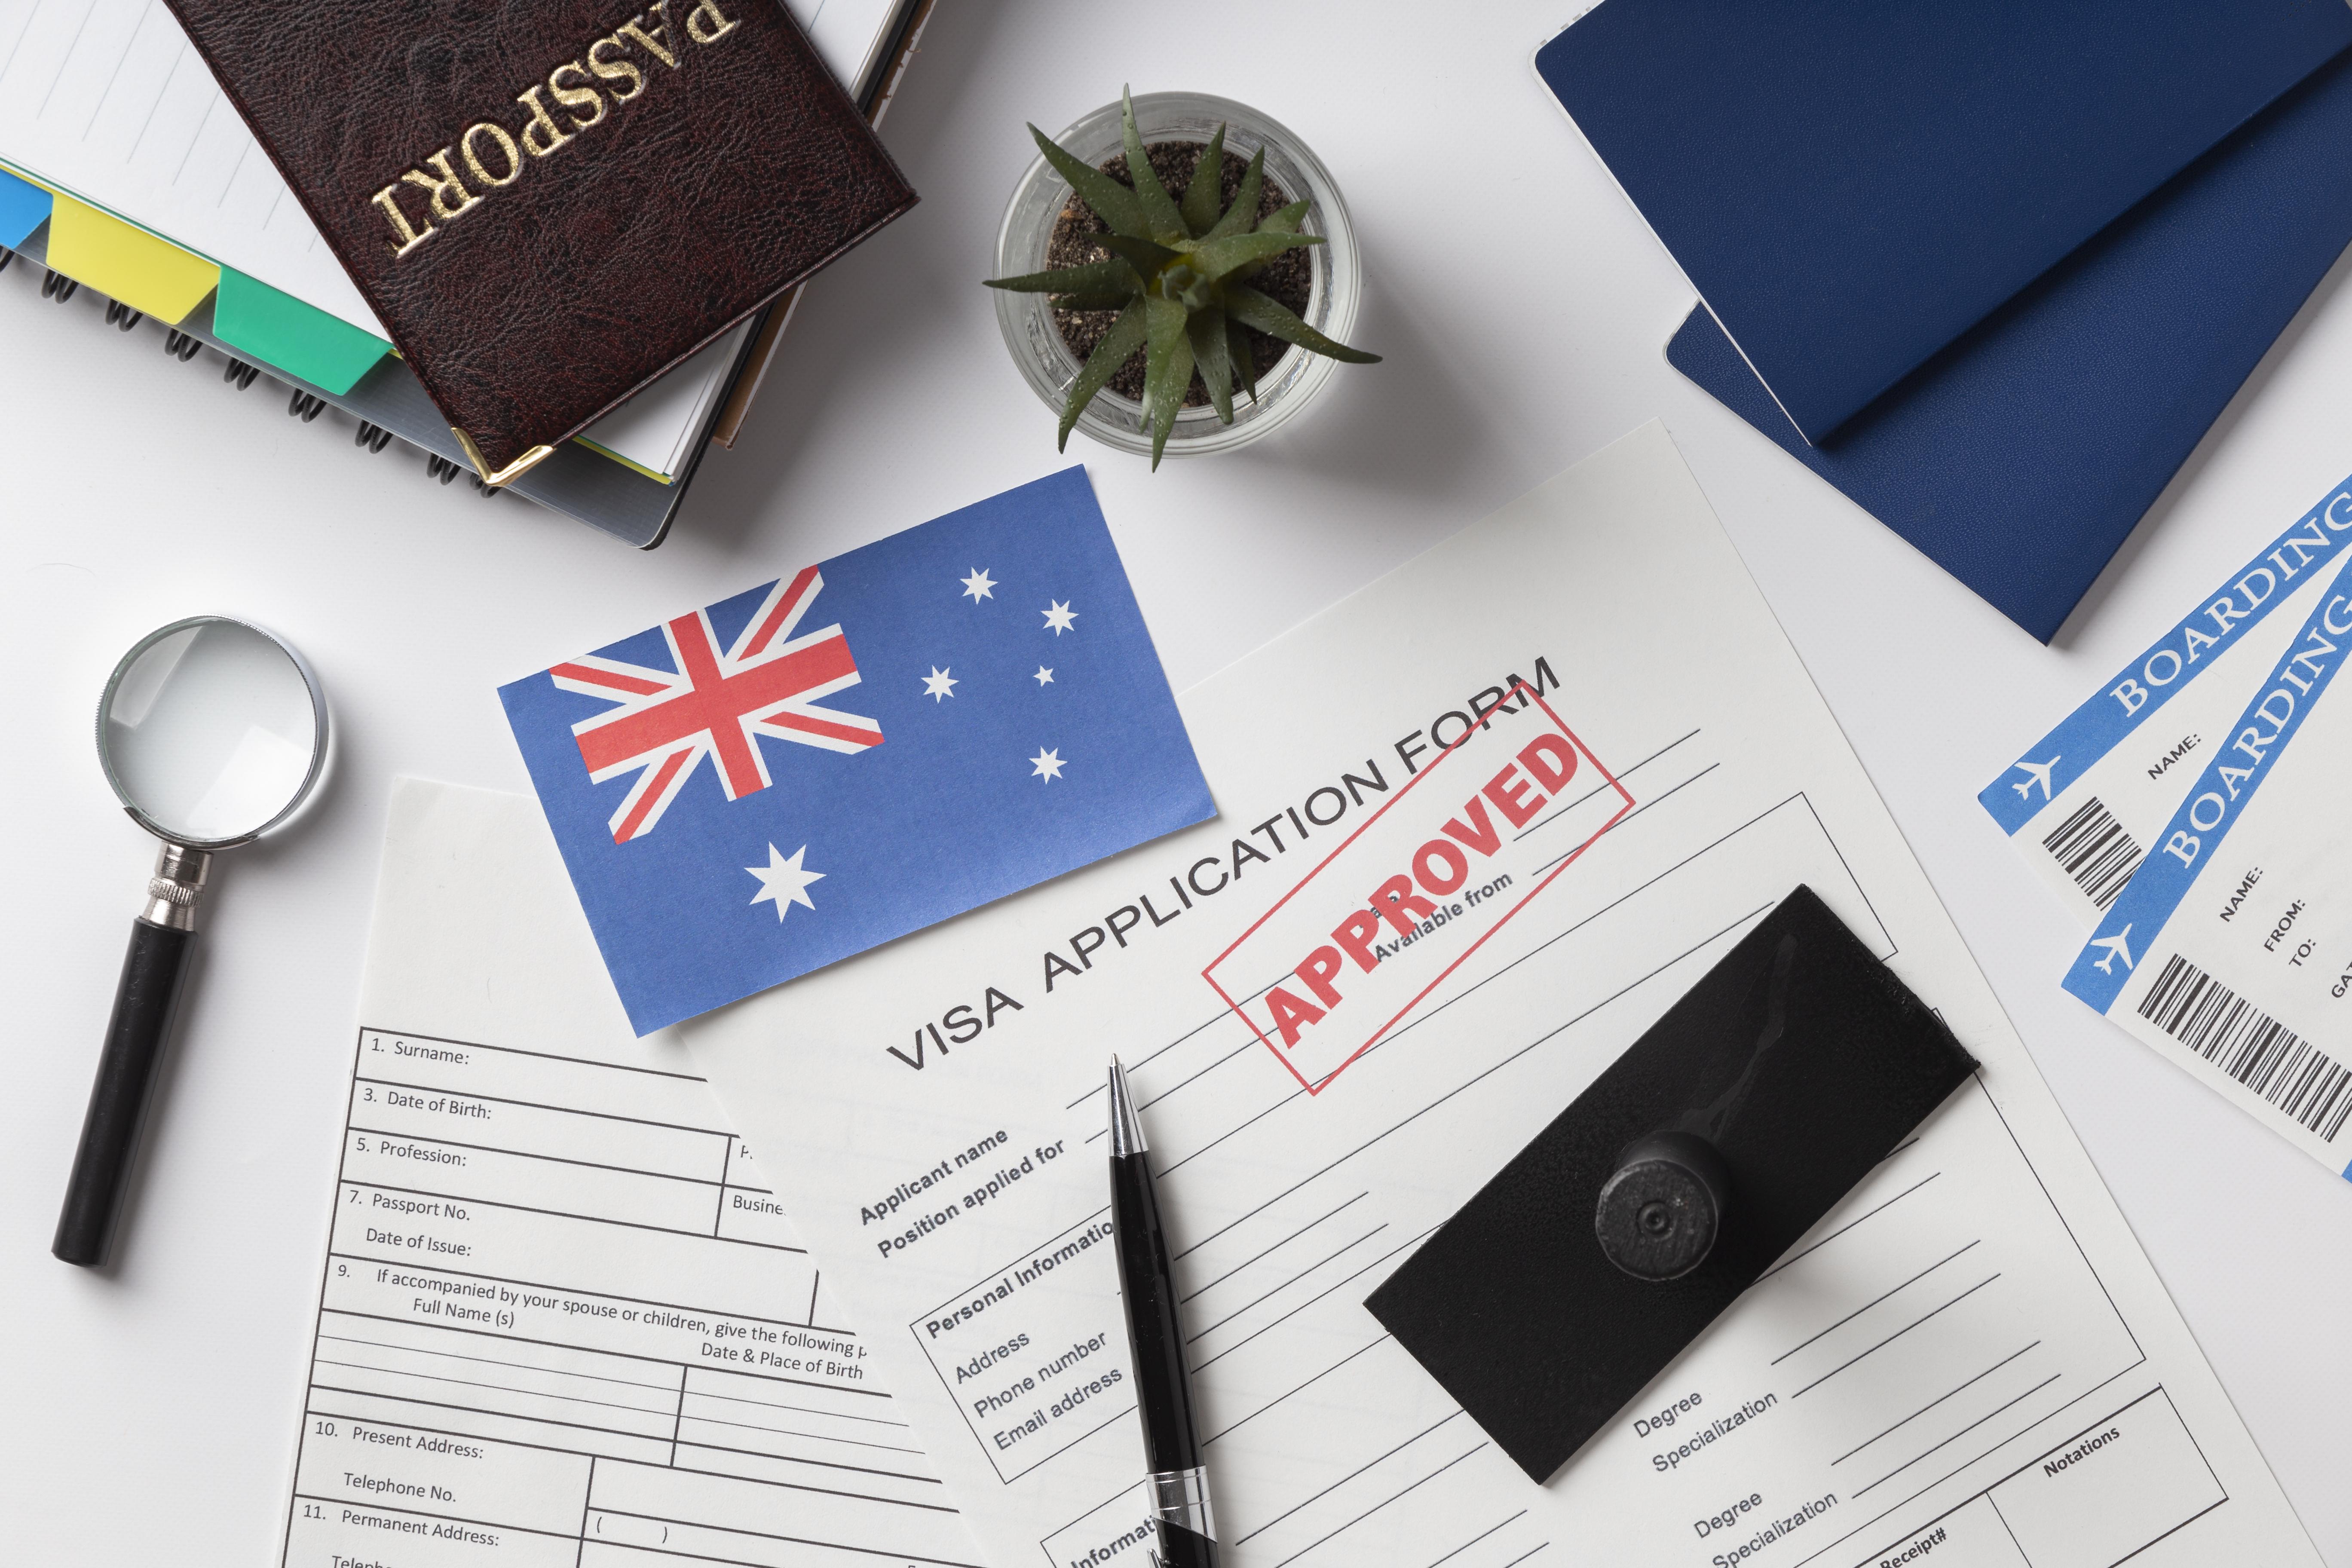 PASSPORT
BOARDING
NAME:
BOARDING
NAME:
FROM:
TO:
VISA APPLICATION FORM
APPROVED
Available from
Applicant name
Position applied for
Personal Informatio
Address
Phone number
Email address
Informat
Degree
Specialization
Degree
Specialization
Receipt#
Notations
1. Surname:
3. Date of Birth:
5. Profession:
7. Passport No.
Busine
Date of Issue:
9. If accompanied by your spouse or children, give the following p
Full Name (s)
Date & Place of Birth
10. Present Address:
Telephone No.
( )
11. Permanent Address: